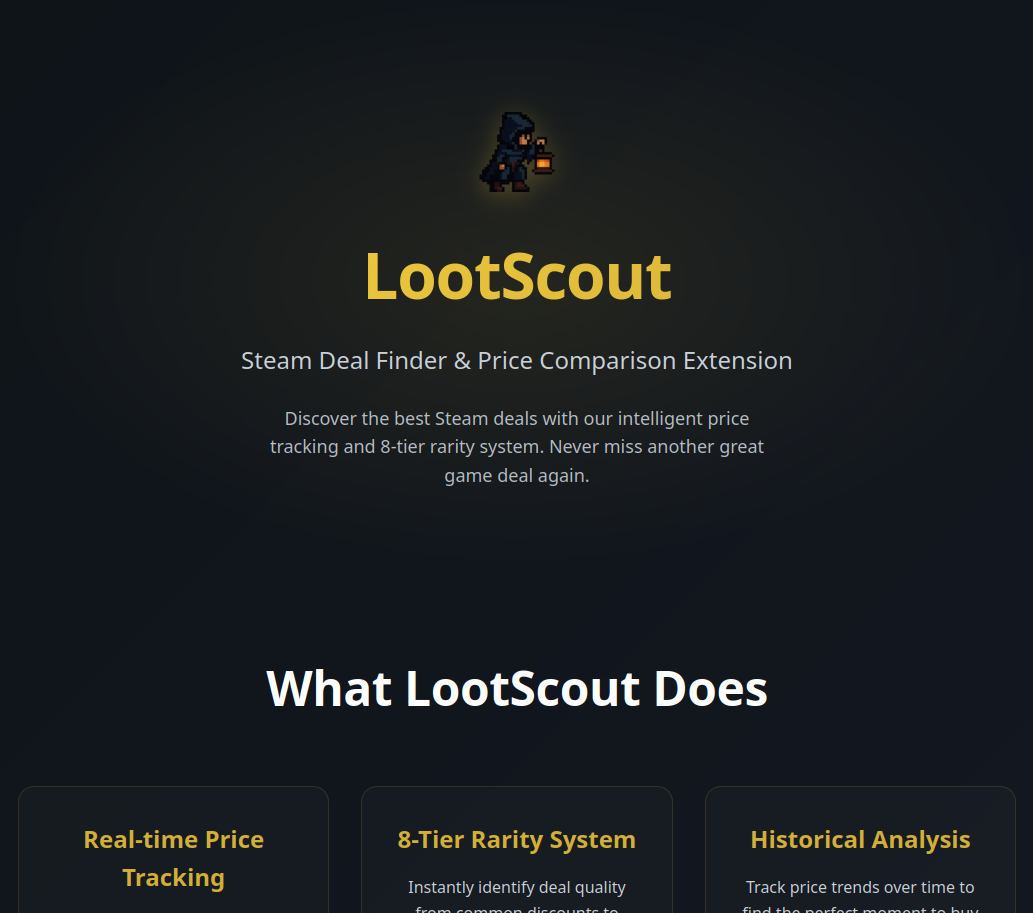 LootScout
Steam Deal Finder & Price Comparison Extension
Discover the best Steam deals with our intelligent price
tracking and 8-tier rarity system. Never miss another great
game deal again.
What LootScout Does
Real-time Price
Tracking
8-Tier Rarity System
Instantly identify deal quality
from common discounts to
Historical Analysis
Track price trends over time to
find the perfect moment to buy